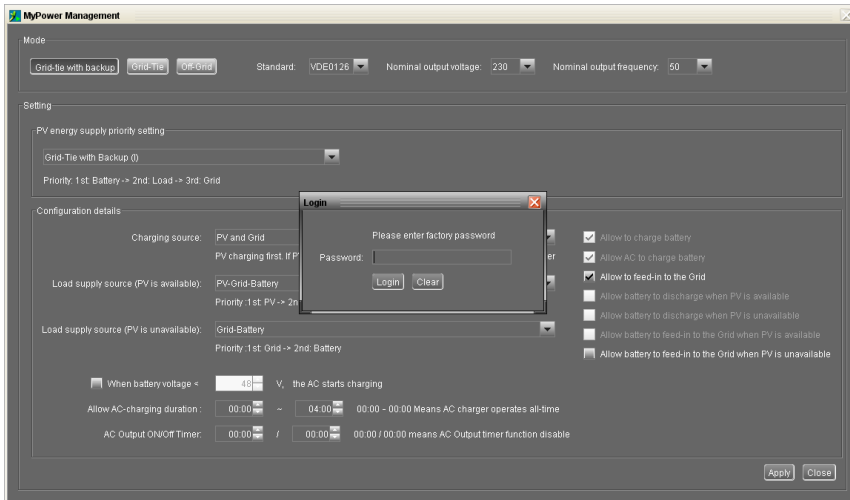 MyPower Management
Mode
Grid-tie with backup Grid-Tie Off-Grid Standard: VDE0126 Nominal output voltage: 230 Nominal output frequency: 50
Setting
PV energy supply priority setting
Grid-Tie with Backup (I)
Priority: 1st: Battery-> 2nd: Load -> 3rd: Grid
Login
Please enter factory password
Password:
Login Clear
Configuration details
Charging source: PV and Grid
PV charging first. If P
er
Load supply source (PV is available): PV-Grid-Battery
Priority :1st: PV-> 2n
Load supply source (PV is unavailable): Grid-Battery
Priority :1st: Grid-> 2nd: Battery
Allow to charge battery
Allow AC to charge battery
Allow to feed-in to the Grid
Allow battery to discharge when PV is available
Allow battery to discharge when PV is unavailable
Allow battery to feed-in to the Grid when PV is available
Allow battery to feed-in to the Grid when PV is unavailable
When battery voltage < 48 V, the AC starts charging
Allow AC-charging duration : 00:00 ~ 04:00 00:00 - 00:00 Means AC charger operates all-time
AC Output ON/Off Timer: 00:00 / 00:00 00:00 / 00:00 means AC Output timer function disable
Apply Close